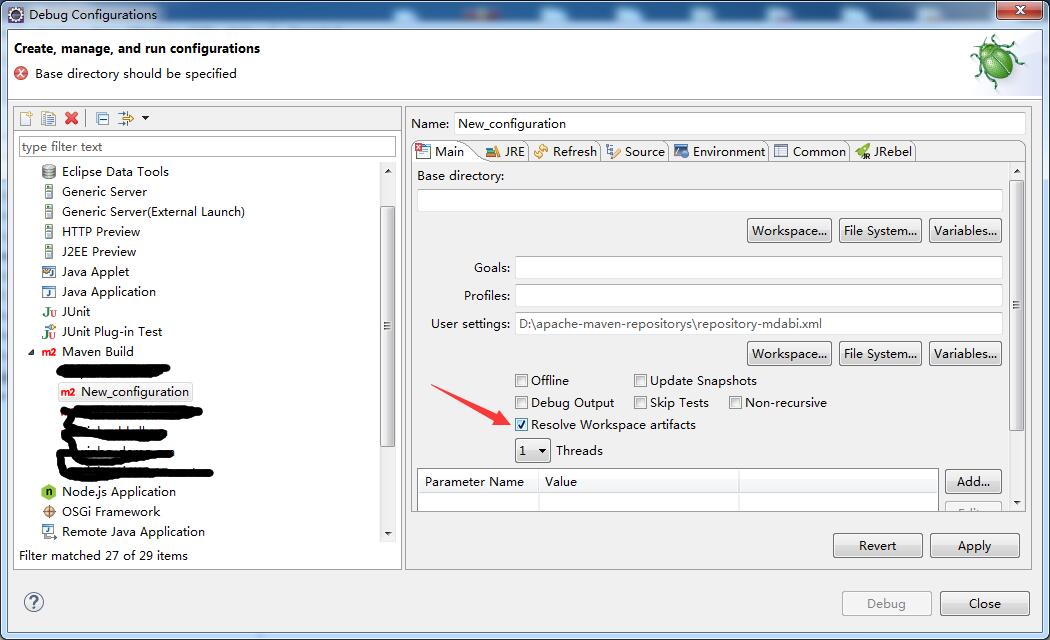 Debug Configurations
Create, manage, and run configurations
Base directory should be specified
type filter text
Eclipse Data Tools
Generic Server
Generic Server(External Launch)
HTTP Preview
J2EE Preview
Java Applet
Java Application
JUnit
JUnit Plug-in Test
Maven Build
New_configuration
Node.js Application
OSGi Framework
Remote Java Application
Filter matched 27 of 29 items
Name: New_configuration
Main JRE Refresh Source Environment Common JRebel
Base directory:
Workspace... File System... Variables...
Goals:
Profiles:
User settings: D:\apache-maven-repositorys\repository-mdabi.xml
Workspace... File System... Variables...
Offline Update Snapshots
Debug Output Skip Tests Non-recursive
Resolve Workspace artifacts
1 Threads
Parameter Name Value Add...
Revert Apply
Debug Close